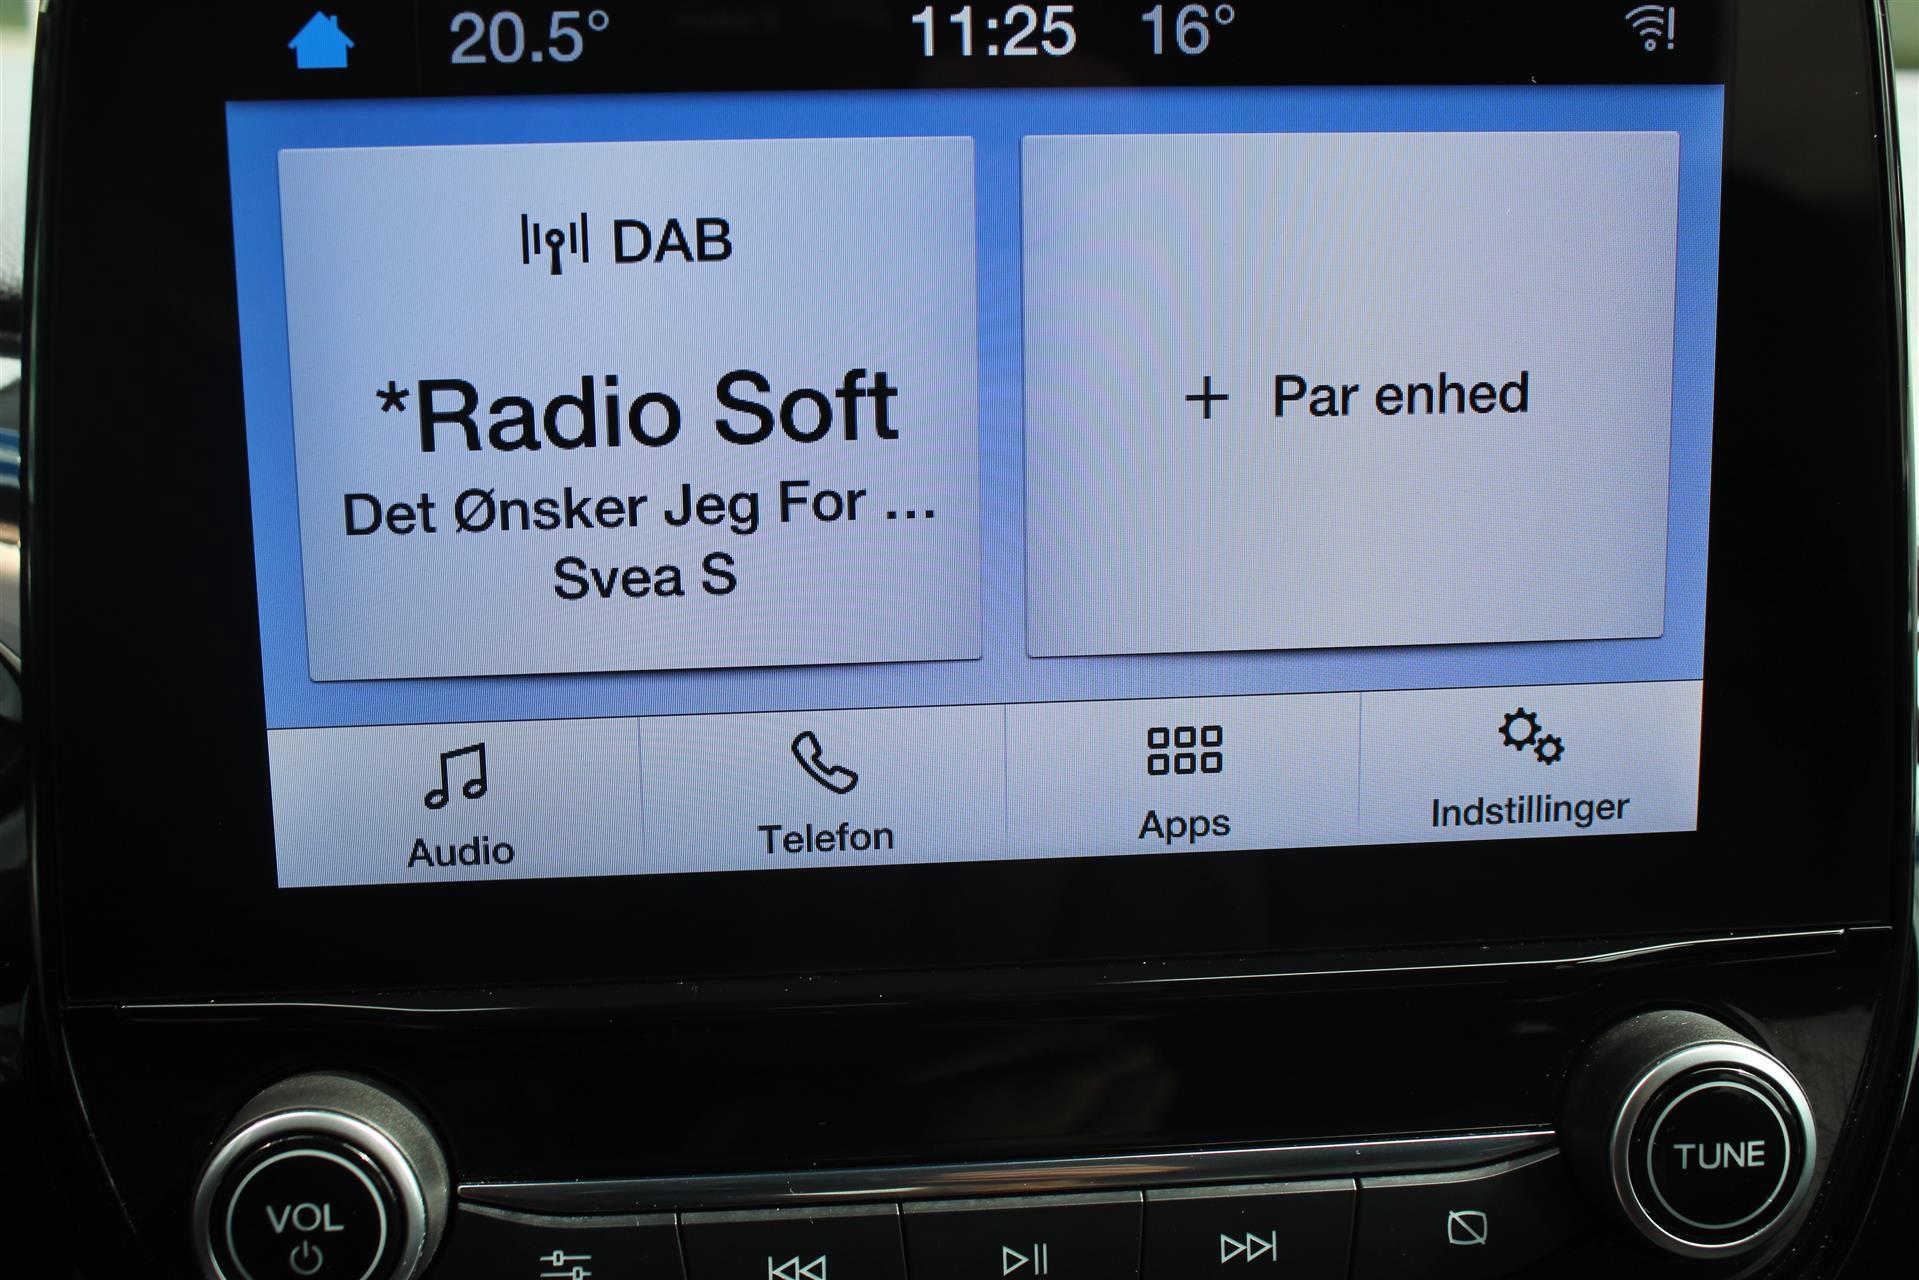 20.5° 11:25 16°
DAB
*Radio Soft
Det Ønsker Jeg For ...
Svea S
+ Par enhed
Audio Telefon Apps Indstillinger
VOL TUNE